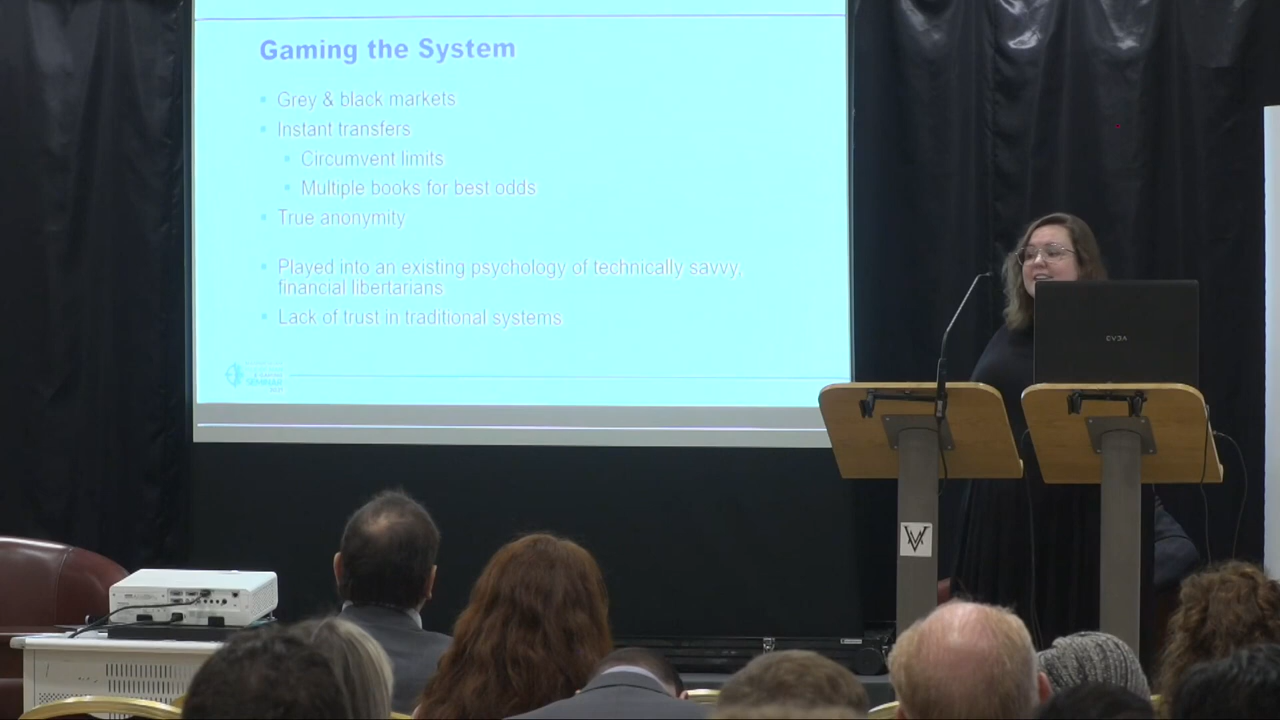 Gaming the System
Grey & black markets
Instant transfers
Circumvent limits
Multiple books for best odds
True anonymity
Played into an existing psychology of technically savvy,
financial libertarians
Lack of trust in traditional systems
SEMINAR
EVGA